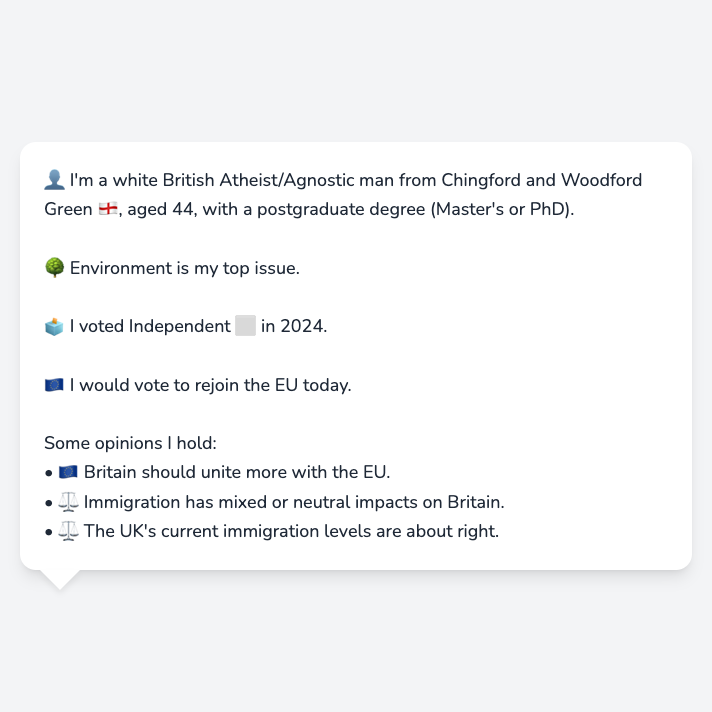 👤 I'm a white British Atheist/Agnostic man from Chingford and Woodford
Green 🏴󠁧󠁢󠁥󠁮󠁧󠁿, aged 44, with a postgraduate degree (Master's or PhD).
🌳 Environment is my top issue.
🗳️ I voted Independent ⬜ in 2024.
🇪🇺 I would vote to rejoin the EU today.
Some opinions I hold:
• 🇪🇺 Britain should unite more with the EU.
• ⚖️ Immigration has mixed or neutral impacts on Britain.
• ⚖️ The UK's current immigration levels are about right.